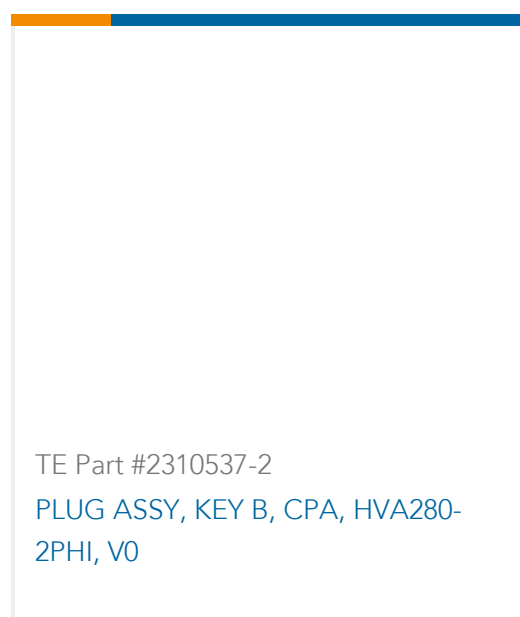 TE Part #2310537-2
PLUG ASSY, KEY B, CPA, HVA280-
2PHI, V0